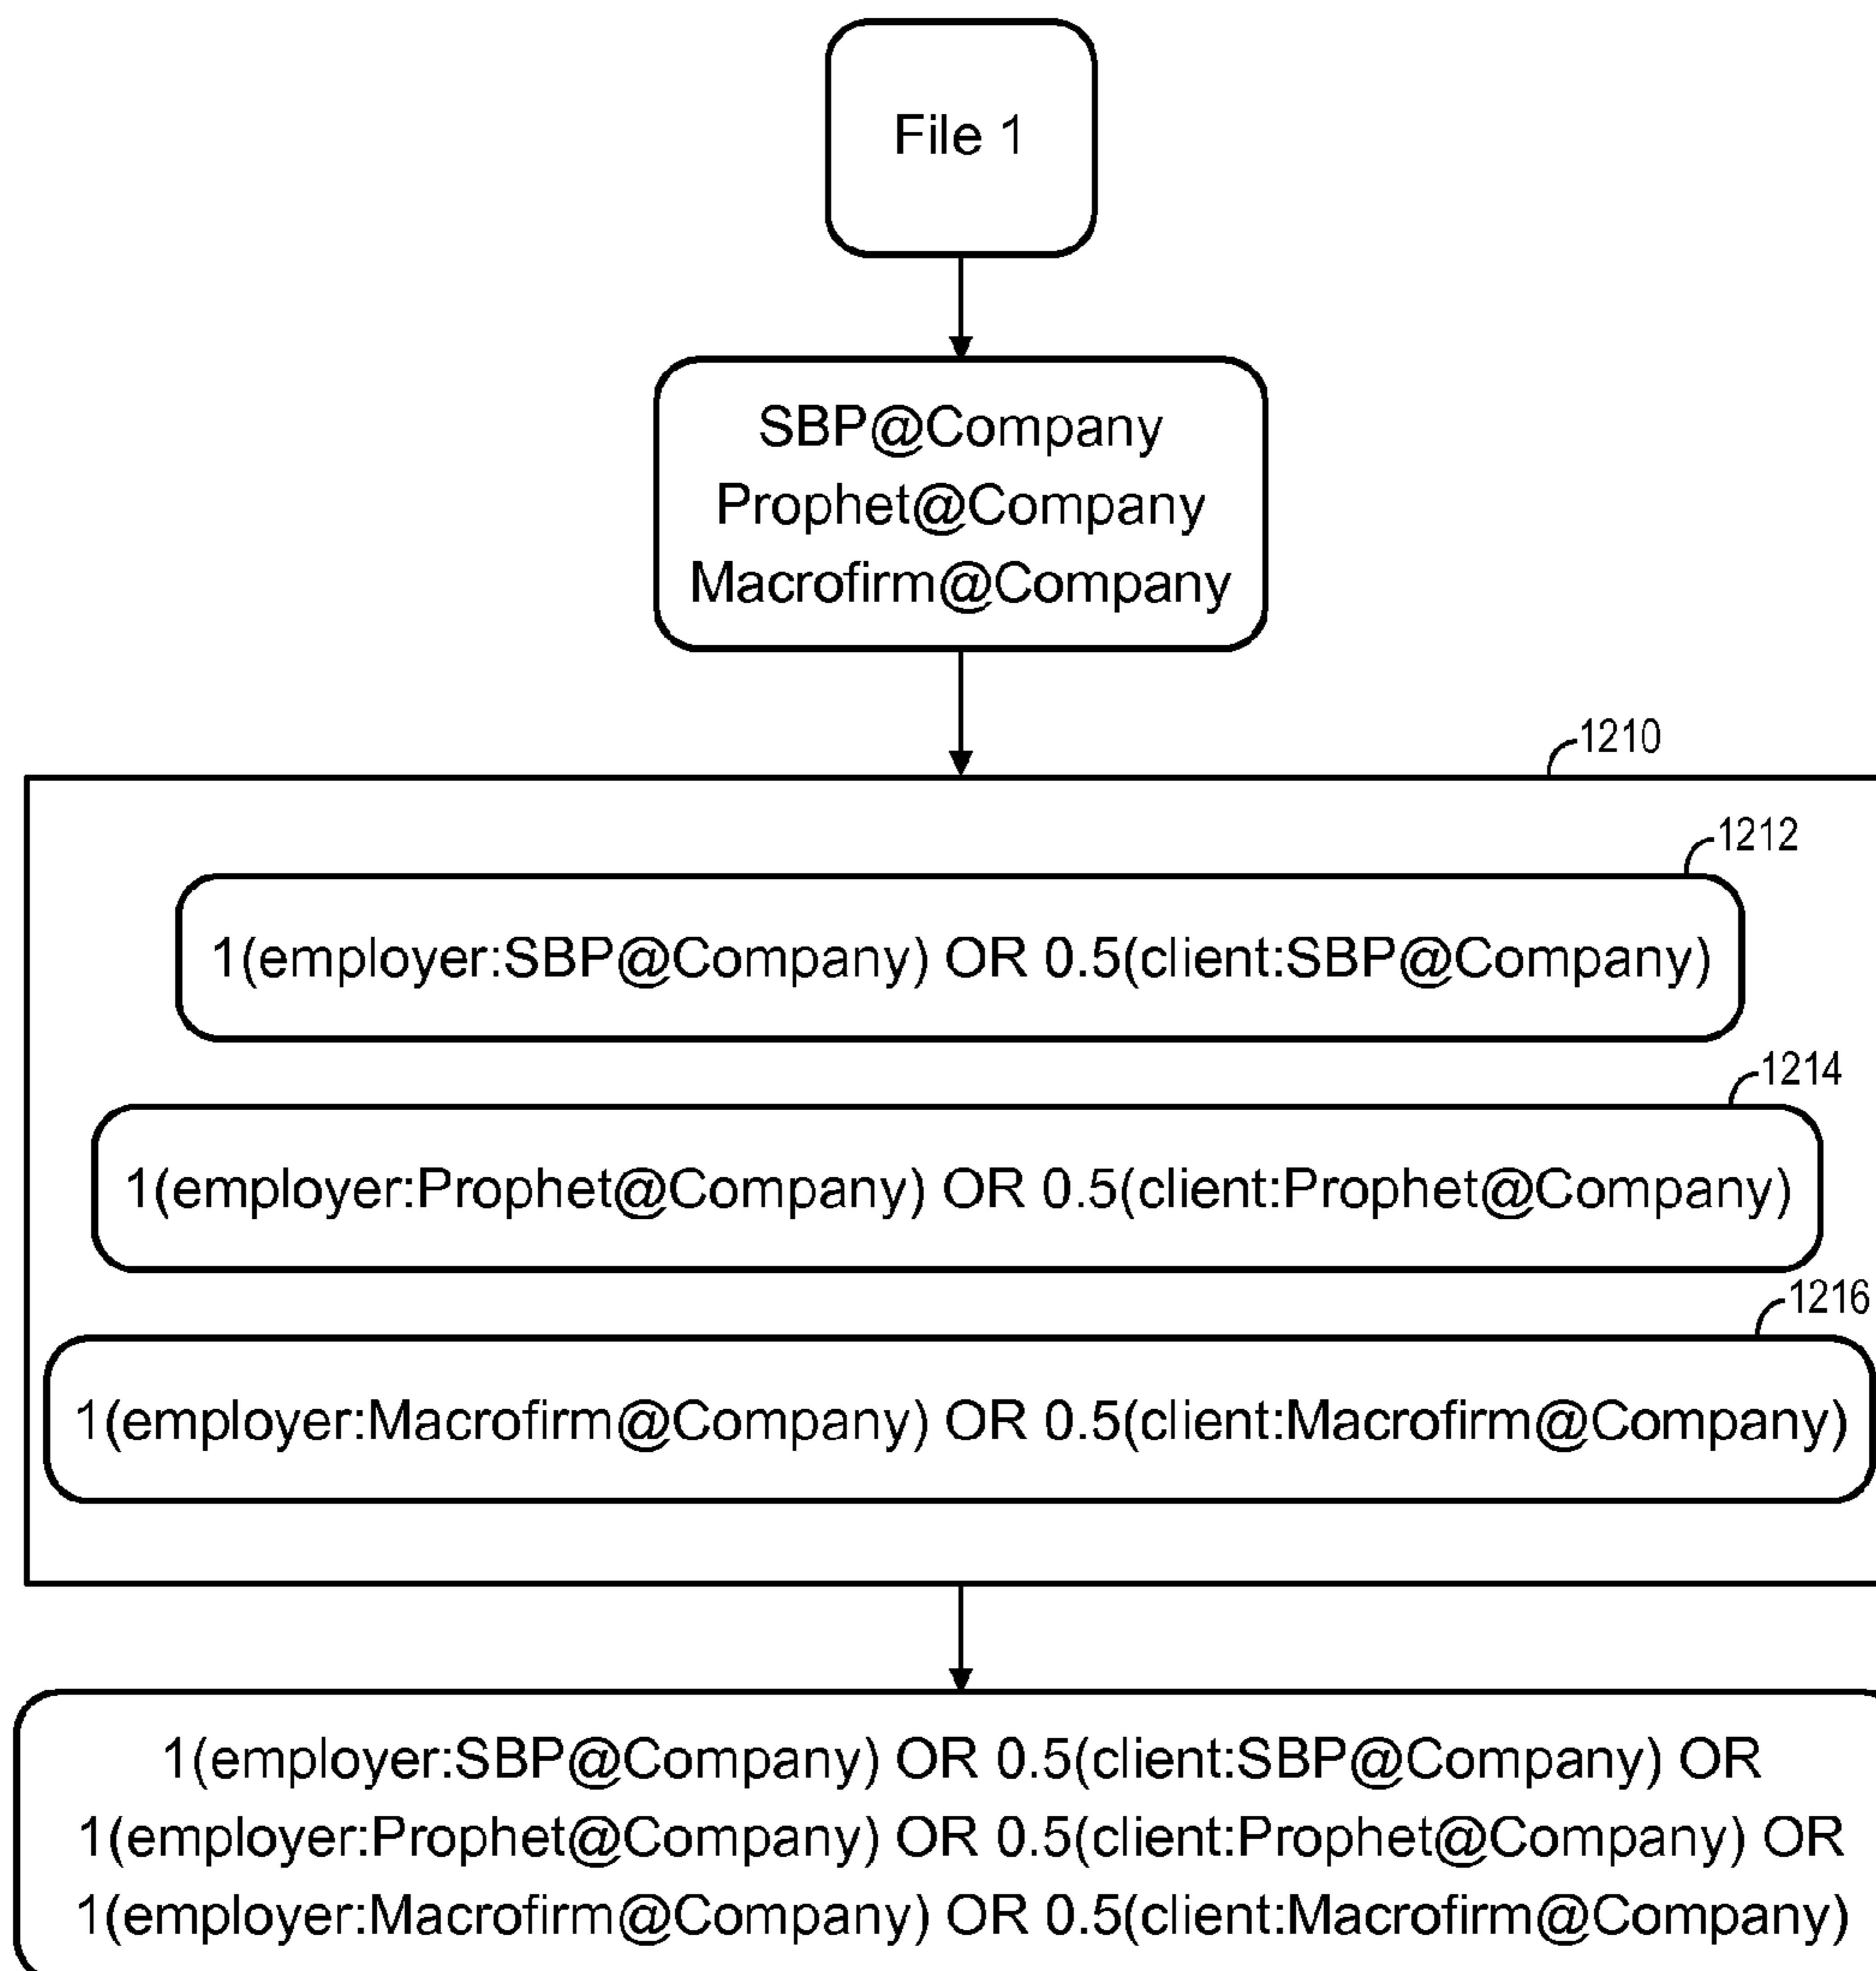 File 1
SBP@Company
Prophet@Company
Macrofirm@Company
1210
1212
1(employer:SBP@Company) OR 0.5(client:SBP@Company)
1214
1(employer:Prophet@Company) OR 0.5(client:Prophet@Company)
1216
1(employer:Macrofirm@Company) OR 0.5(client:Macrofirm@Company)
1(employer:SBP@Company) OR 0.5(client:SBP@Company) OR
1(employer:Prophet@Company) OR 0.5(client:Prophet@Company) OR
1(employer:Macrofirm@Company) OR 0.5(client:Macrofirm@Company)